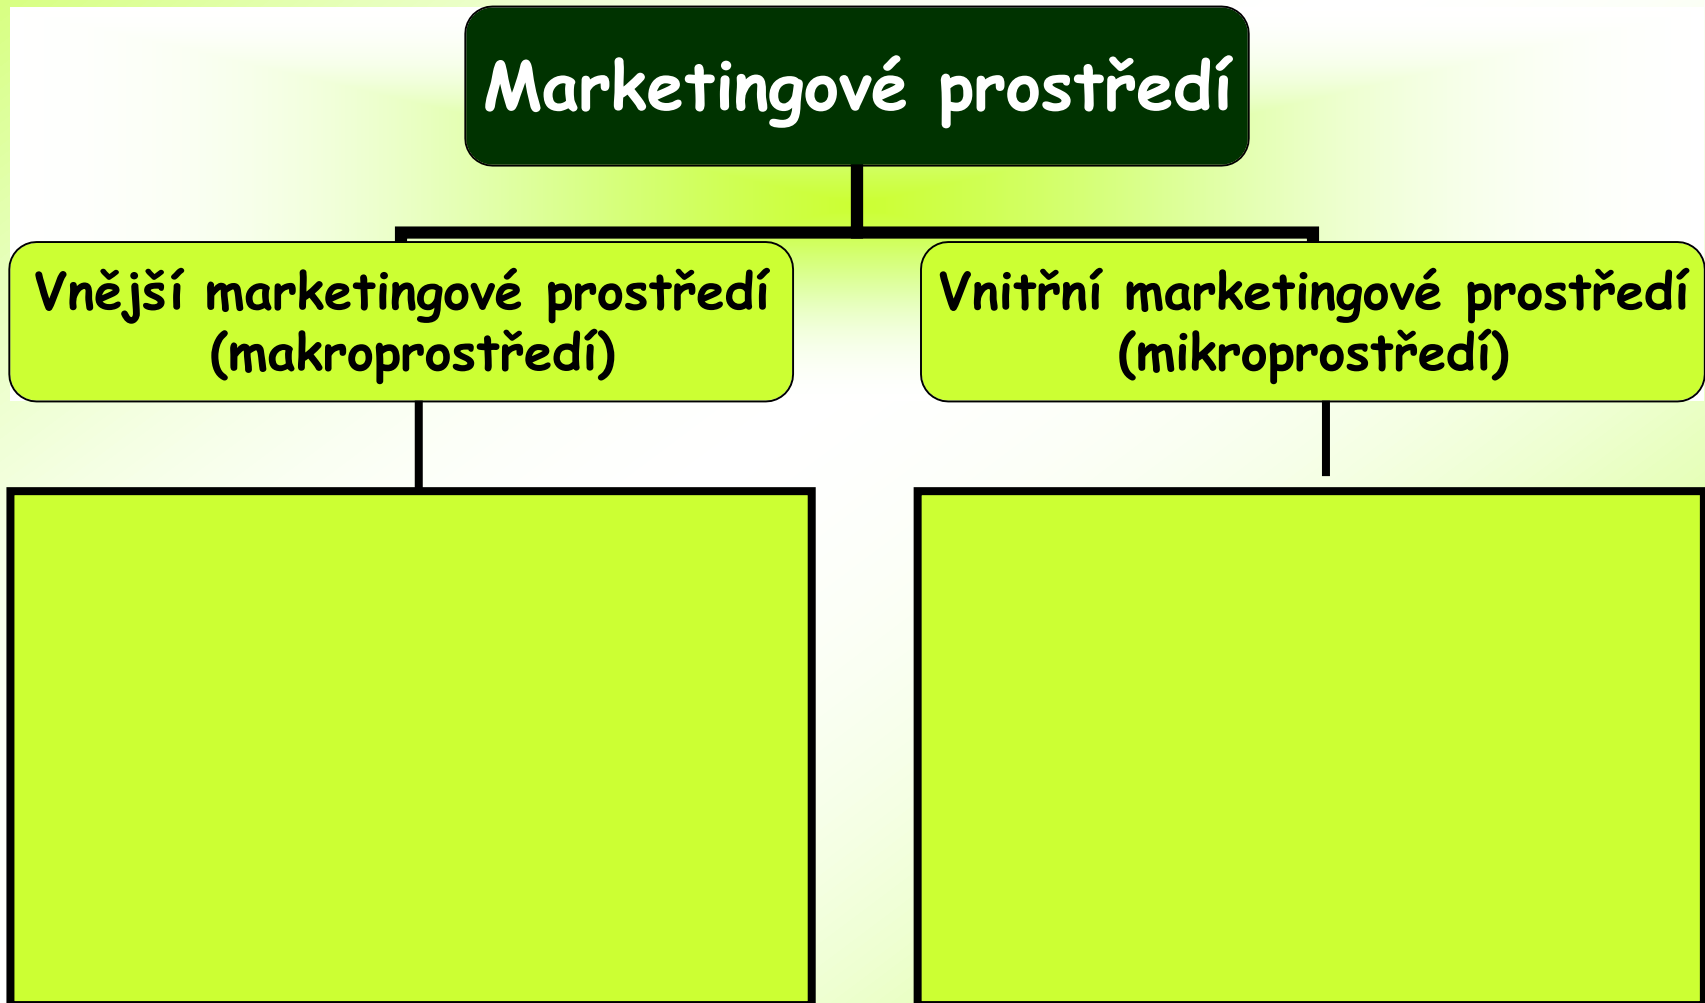 Marketingové prostředí
Vnější marketingové prostředí
(makroprostředí)
Vnitřní marketingové prostředí
(mikroprostředí)